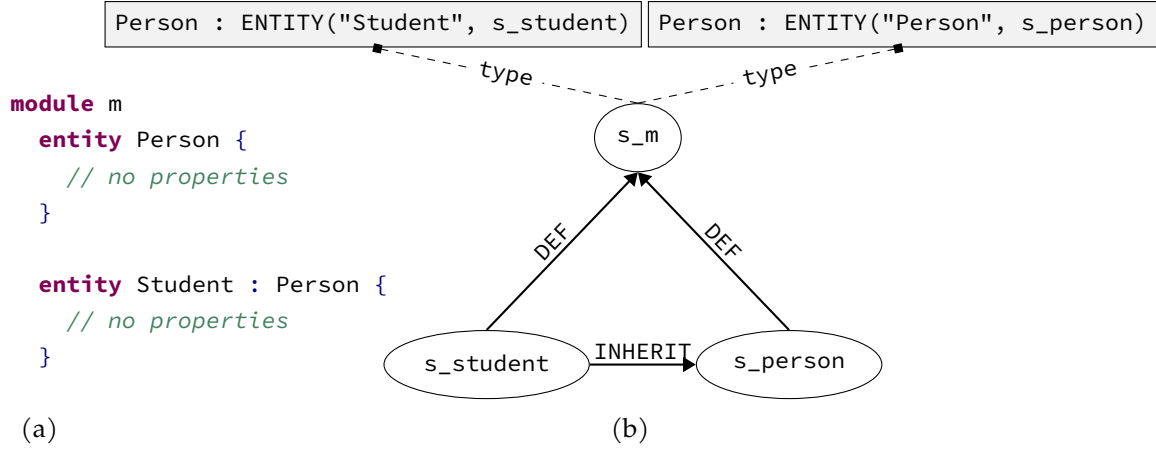 Person : ENTITY("Student", s_student)
Person : ENTITY("Person", s_person)
type
type
module m
entity Person {
// no properties
}
entity Student : Person {
// no properties
}
s_m
DEF
DEF
s_student
INHERIT
s_person
(a)
(b)